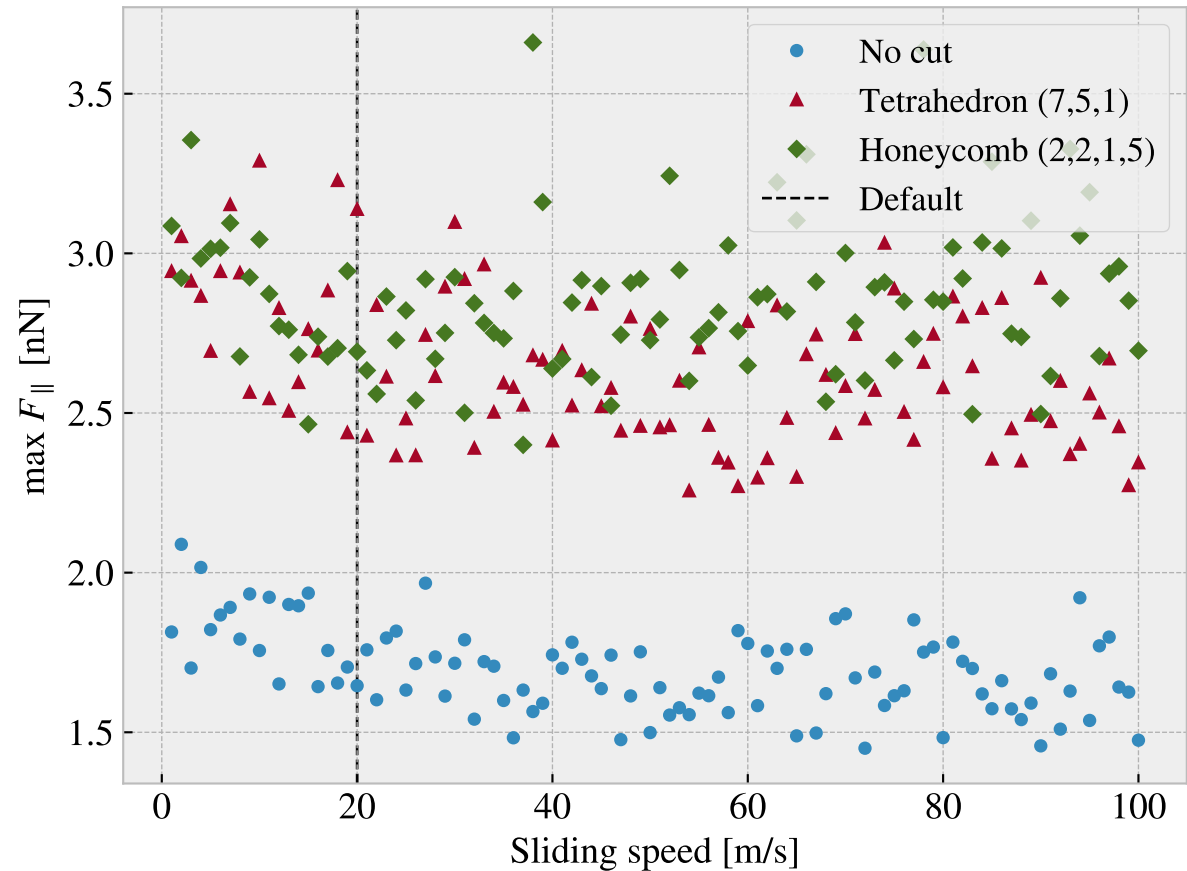 No cut
Tetrahedron (7,5,1)
Honeycomb (2,2,1,5)
Default
3.5
3.0
2.5
2.0
1.5
max F∥ [nN]
0 20 40 60 80 100
Sliding speed [m/s]